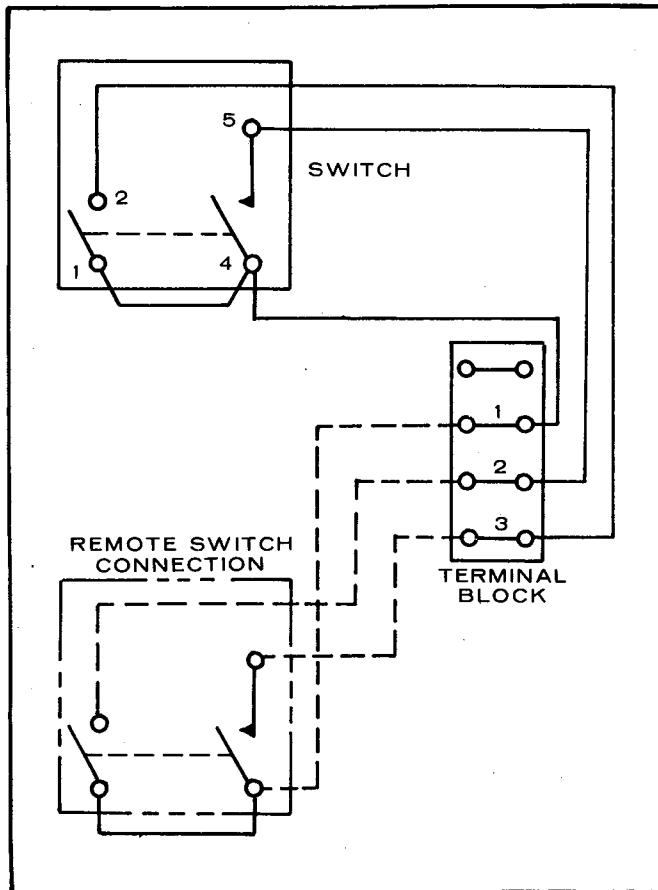 5
SWITCH
2
1
4
1
2
3
REMOTE SWITCH
CONNECTION
TERMINAL
BLOCK